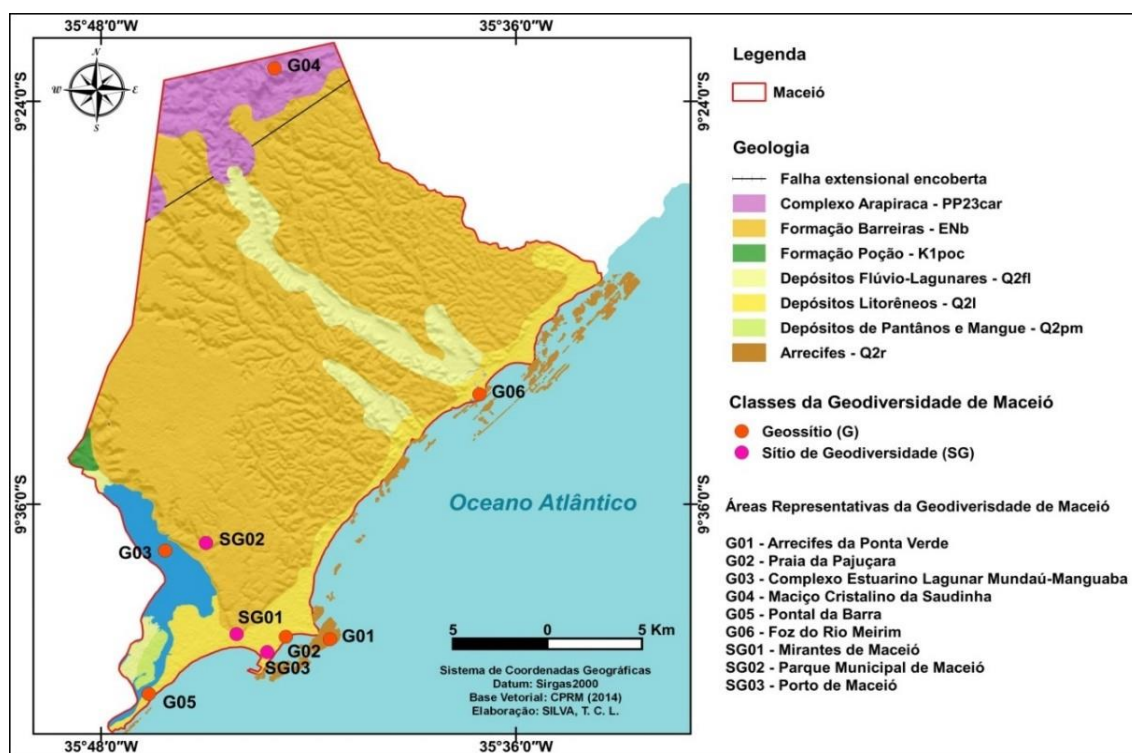 35°48'0"W
35°36'0"W
9°24'0"S
9°24'0"S
9°36'0"S
9°36'0"S
35°48'0"W
35°36'0"W
N
W
E
S
G04
G06
SG02
G03
SG01
G01
G02
SG03
G05
Oceano Atlântico
5
0
5 Km
Sistema de Coordenadas Geográficas
Datum: Sirgas2000
Base Vetorial: CPRM (2014)
Elaboração: SILVA, T. C. L.
Legenda
Maceió
Geologia
Falha extensional encoberta
Complexo Arapiraca - PP23car
Formação Barreiras - ENb
Formação Poção - K1poc
Depósitos Flúvio-Lagunares - Q2fl
Depósitos Litorêneos - Q2l
Depósitos de Pantânos e Mangue - Q2pm
Arrecifes - Q2r
Classes da Geodiversidade de Maceió
Geossítio (G)
Sítio de Geodiversidade (SG)
Áreas Representativas da Geodiverisdade de Maceió
G01 - Arrecifes da Ponta Verde
G02 - Praia da Pajuçara
G03 - Complexo Estuarino Lagunar Mundaú-Manguaba
G04 - Maciço Cristalino da Saudinha
G05 - Pontal da Barra
G06 - Foz do Rio Meirim
SG01 - Mirantes de Maceió
SG02 - Parque Municipal de Maceió
SG03 - Porto de Maceió